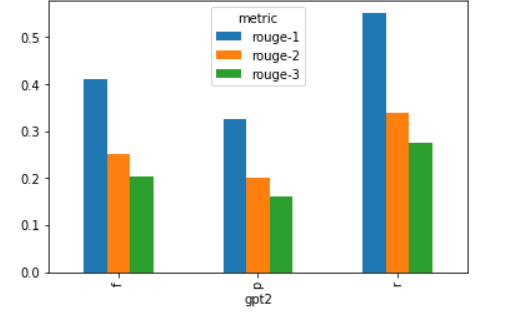 metric
rouge-1
rouge-2
rouge-3
0.5
0.4
0.3
0.2
0.1
0.0
f
p
r
gpt2